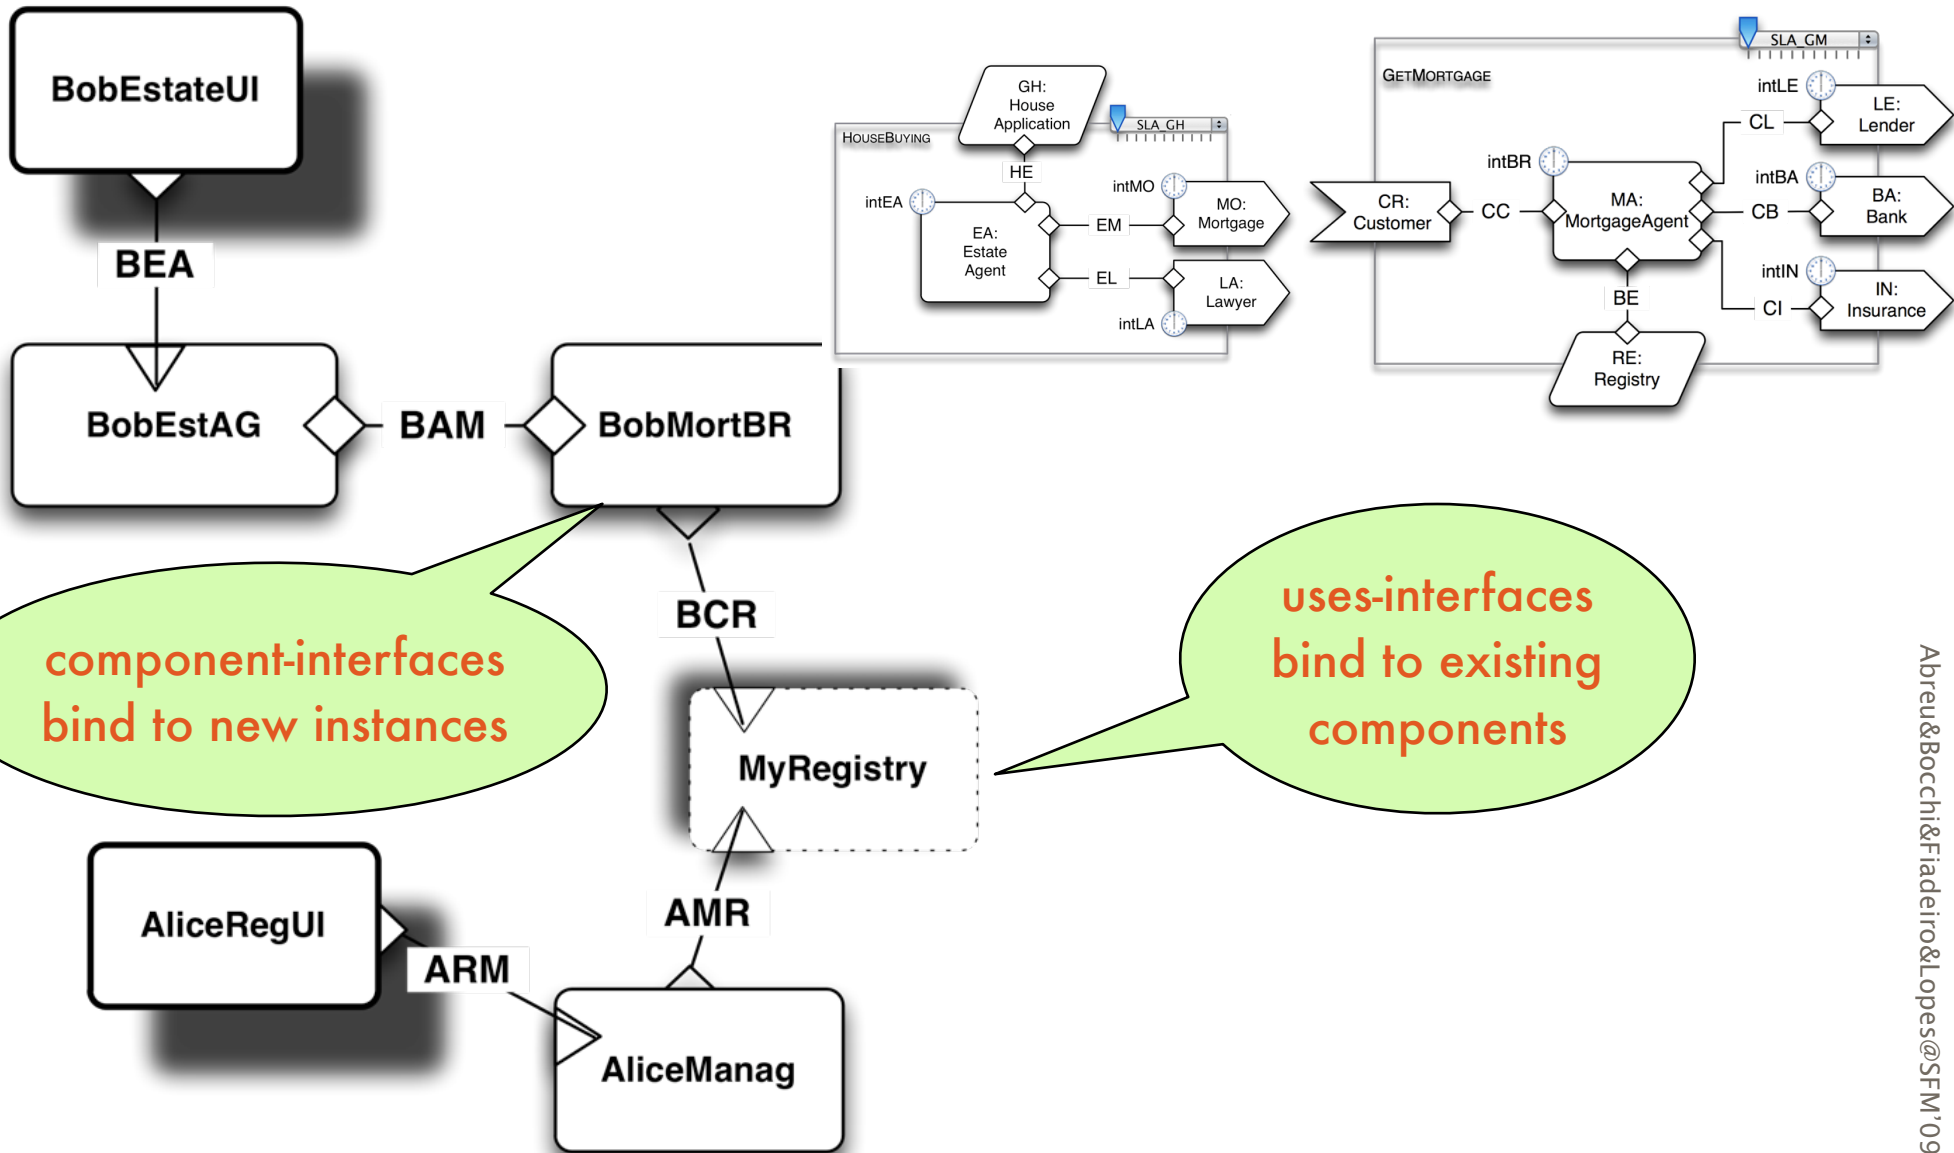 BobEstateUI
BEA
BobEstAG
BAM
BobMortBR
BCR
MyRegistry
AMR
AliceRegUI
ARM
AliceManag
component-interfaces
bind to new instances
uses-interfaces
bind to existing
components
HOUSEBUYING
GH:
House
Application
SLA_GH
HE
intEA
EA:
Estate
Agent
EM
EL
intMO
MO:
Mortgage
LA:
Lawyer
intLA
GETMORTGAGE
SLA_GM
CR:
Customer
CC
intBR
MA:
MortgageAgent
BE
RE:
Registry
CL
CB
CI
intLE
LE:
Lender
intBA
BA:
Bank
intIN
IN:
Insurance
Abreu&Bocchi&Fiadeiro&Lopes@SFM'09